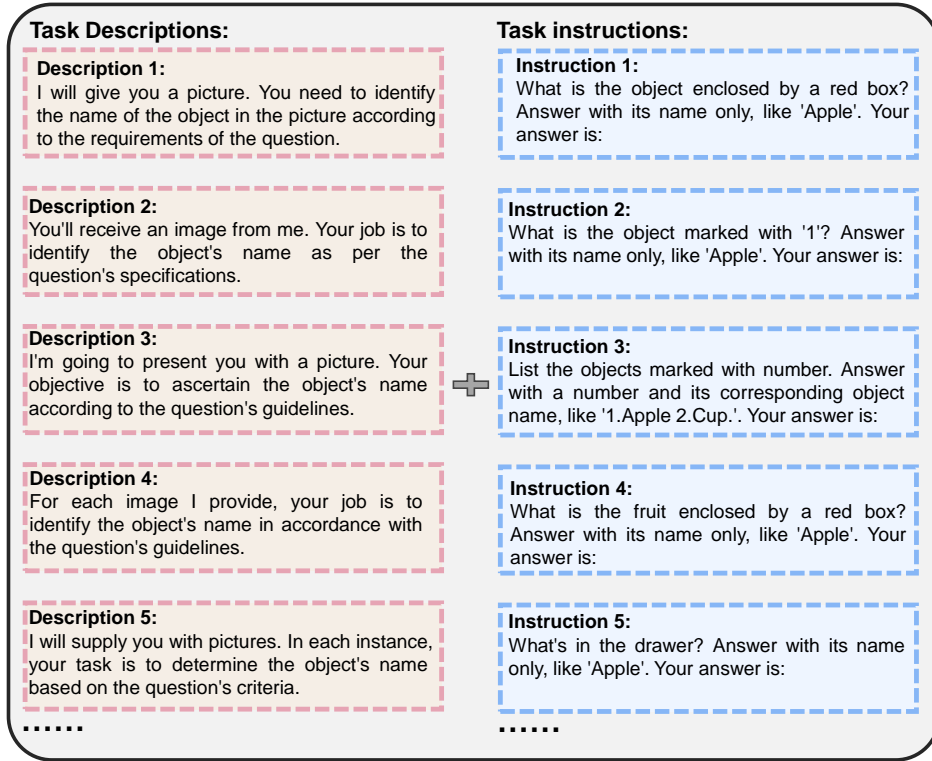 Task Descriptions:
Description 1:
I will give you a picture. You need to identify
the name of the object in the picture according
to the requirements of the question.
Description 2:
You'll receive an image from me. Your job is to
identify the object's name as per the
question's specifications.
Description 3:
I'm going to present you with a picture. Your
objective is to ascertain the object's name
according to the question's guidelines.
Description 4:
For each image I provide, your job is to
identify the object's name in accordance with
the question's guidelines.
Description 5:
I will supply you with pictures. In each instance,
your task is to determine the object's name
based on the question's criteria.
......
Task instructions:
Instruction 1:
What is the object enclosed by a red box?
Answer with its name only, like 'Apple'. Your
answer is:
Instruction 2:
What is the object marked with '1'? Answer
with its name only, like 'Apple'. Your answer is:
Instruction 3:
List the objects marked with number. Answer
with a number and its corresponding object
name, like '1.Apple 2.Cup.'. Your answer is:
Instruction 4:
What is the fruit enclosed by a red box?
Answer with its name only, like 'Apple'. Your
answer is:
Instruction 5:
What's in the drawer? Answer with its name
only, like 'Apple'. Your answer is:
......